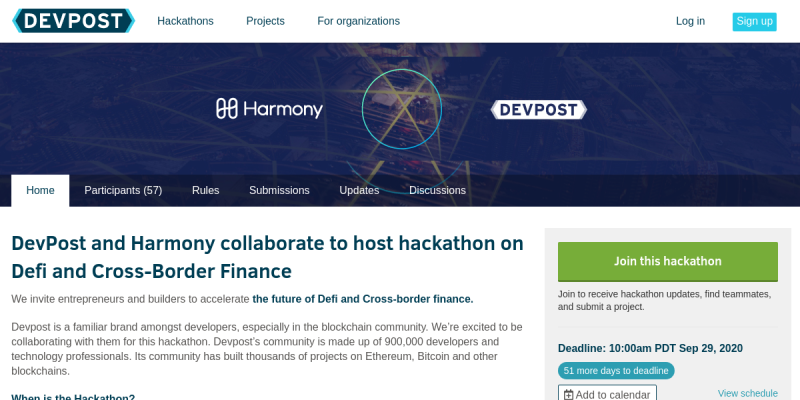 DEVPOST
Hackathons
Projects
For organizations
Log in
Sign up
Harmony
DEVPOST
Home
Participants (57)
Rules
Submissions
Updates
Discussions
DevPost and Harmony collaborate to host hackathon on
Defi and Cross-Border Finance
We invite entrepreneurs and builders to accelerate the future of Defi and Cross-border finance.
Devpost is a familiar brand amongst developers, especially in the blockchain community. We’re excited to be
collaborating with them for this hackathon. Devpost’s community is made up of 900,000 developers and
technology professionals. Its community has built thousands of projects on Ethereum, Bitcoin and other
blockchains.
When is the Hackathon?
Join this hackathon
Join to receive hackathon updates, find teammates,
and submit a project.
Deadline: 10:00am PDT Sep 29, 2020
51 more days to deadline
Add to calendar
View schedule